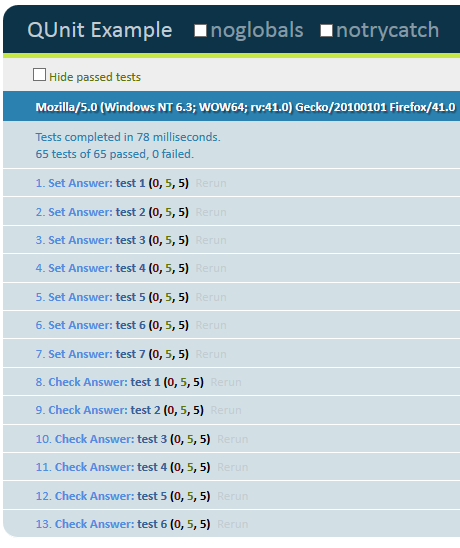 QUnit Example noglobals notrycatch
Hide passed tests
Mozilla/5.0 (Windows NT 6.3; WOW64; rv:41.0) Gecko/20100101 Firefox/41.0
Tests completed in 78 milliseconds.
65 tests of 65 passed, 0 failed.
1. Set Answer: test 1 (0, 5, 5) Rerun
2. Set Answer: test 2 (0, 5, 5) Rerun
3. Set Answer: test 3 (0, 5, 5) Rerun
4. Set Answer: test 4 (0, 5, 5) Rerun
5. Set Answer: test 5 (0, 5, 5) Rerun
6. Set Answer: test 6 (0, 5, 5) Rerun
7. Set Answer: test 7 (0, 5, 5) Rerun
8. Check Answer: test 1 (0, 5, 5) Rerun
9. Check Answer: test 2 (0, 5, 5) Rerun
10. Check Answer: test 3 (0, 5, 5) Rerun
11. Check Answer: test 4 (0, 5, 5) Rerun
12. Check Answer: test 5 (0, 5, 5) Rerun
13. Check Answer: test 6 (0, 5, 5) Rerun